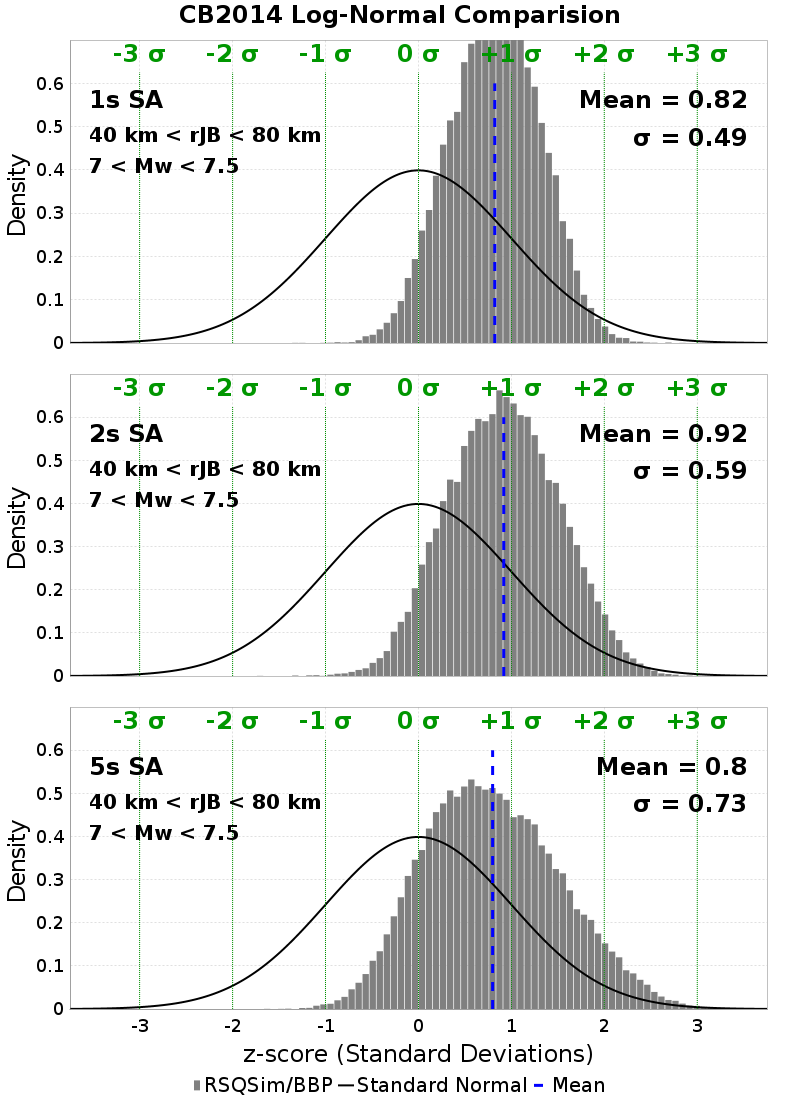 CB2014 Log-Normal Comparision
-3 σ -2 σ -1 σ 0 σ +1 σ +2 σ +3 σ
1s SA
40 km < rJB < 80 km
7 < Mw < 7.5
Mean = 0.82
σ = 0.49
Density
0.6
0.5
0.4
0.3
0.2
0.1
0
-3 σ -2 σ -1 σ 0 σ +1 σ +2 σ +3 σ
2s SA
40 km < rJB < 80 km
7 < Mw < 7.5
Mean = 0.92
σ = 0.59
Density
0.6
0.5
0.4
0.3
0.2
0.1
0
-3 σ -2 σ -1 σ 0 σ +1 σ +2 σ +3 σ
5s SA
40 km < rJB < 80 km
7 < Mw < 7.5
Mean = 0.8
σ = 0.73
Density
0.6
0.5
0.4
0.3
0.2
0.1
0
-3 -2 -1 0 1 2 3
z-score (Standard Deviations)
RSQSim/BBP Standard Normal Mean